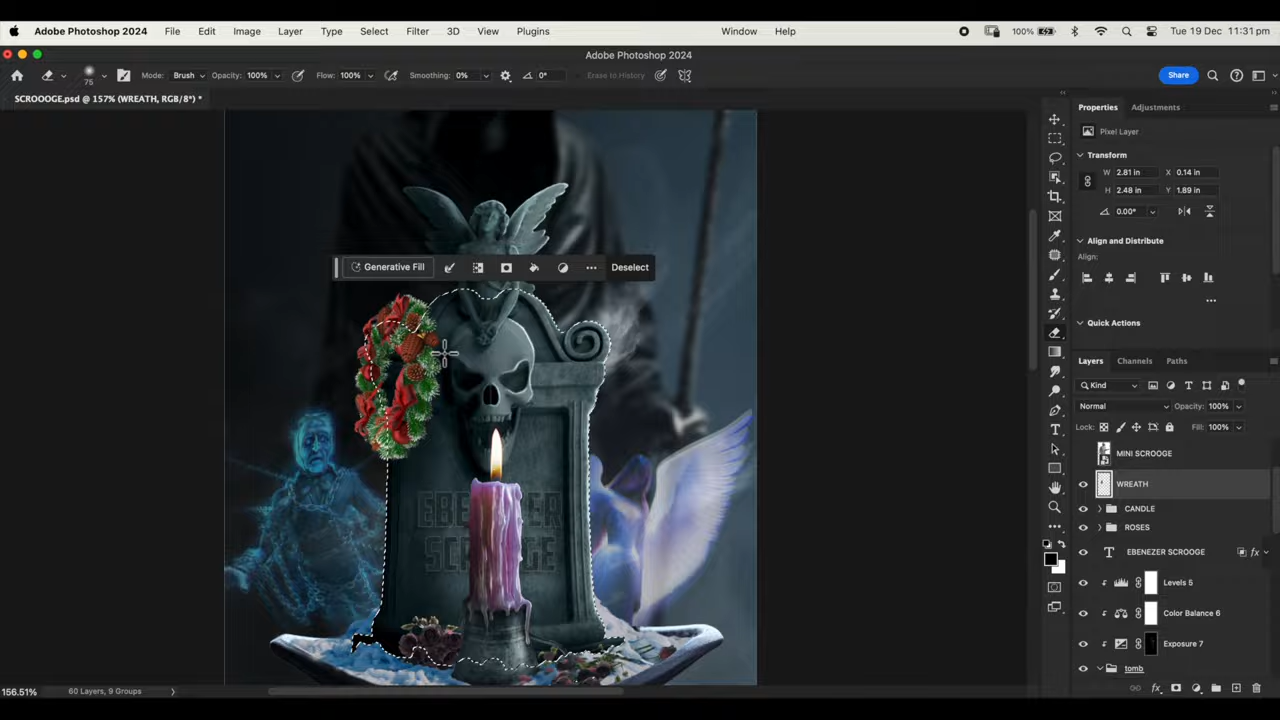 Adobe Photoshop 2024 File Edit Image Layer Type Select Filter 3D View Plugins Window Help 100% Tue 19 Dec 11:31 pm
Adobe Photoshop 2024
75 Mode: Brush Opacity: 100% Flow: 100% Smoothing: 0% 0° Erase to History Share
SCROOOGE.psd @ 157% (WREATH, RGB/8*) *
Properties Adjustments
Pixel Layer
Transform
W 2.81 in X 0.14 in
H 2.48 in Y 1.89 in
0.00°
Align and Distribute
Align:
Quick Actions
Generative Fill Deselect
Layers Channels Paths
Kind
Normal Opacity: 100%
Lock: Fill: 100%
MINI SCROOGE
WREATH
CANDLE
ROSES
T EBENEZER SCROOGE fx
Levels 5
Color Balance 6
Exposure 7
tomb
EBENEZER
SCROOGE
156.51% 60 Layers, 9 Groups
fx